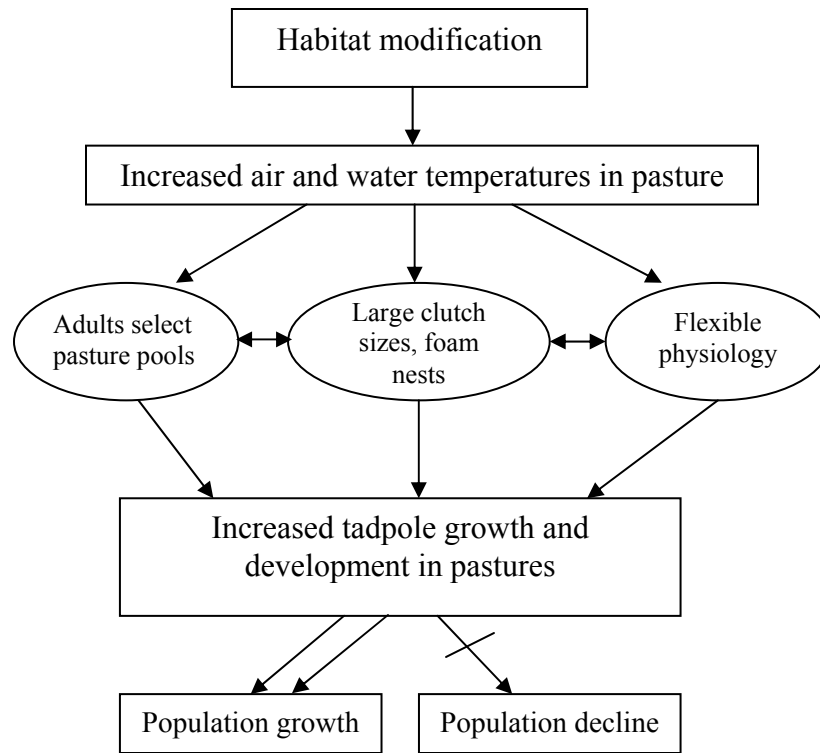 Habitat modification
Increased air and water temperatures in pasture
Adults select
pasture pools
Large clutch
sizes, foam
nests
Flexible
physiology
Increased tadpole growth and
development in pastures
Population growth
Population decline